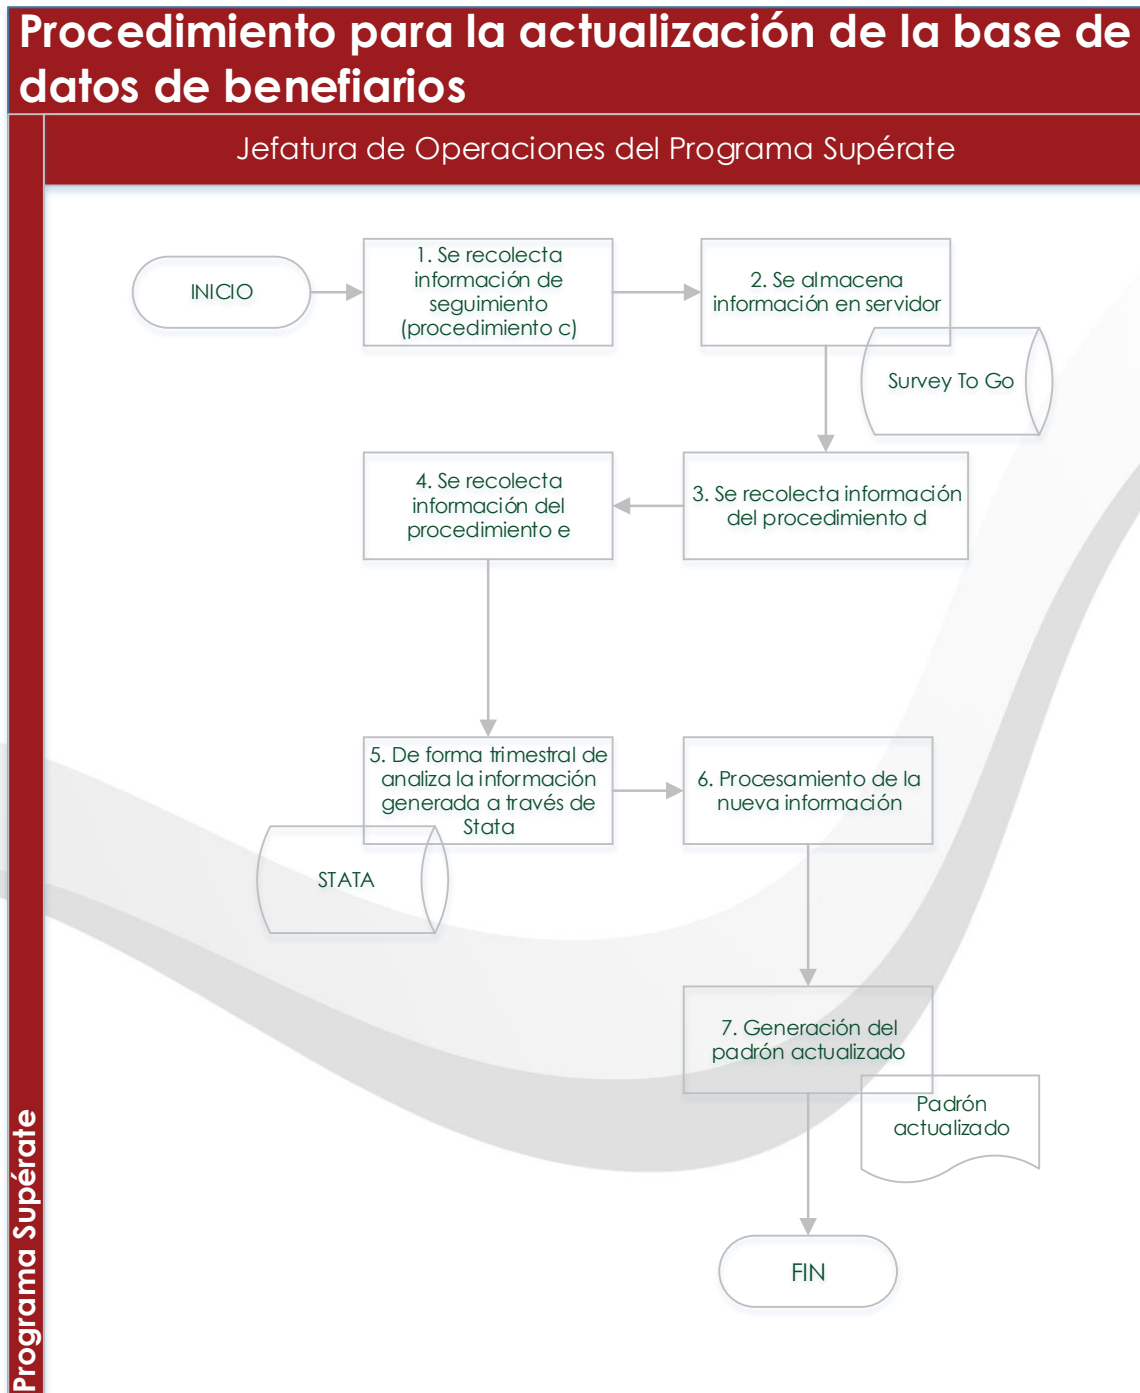 Procedimiento para la actualización de la base de
datos de benefiarios
Jefatura de Operaciones del Programa Supérate
Programa Supérate
INICIO
1. Se recolecta
información de
seguimiento
(procedimiento c)
2. Se almacena
información en servidor
Survey To Go
3. Se recolecta información
del procedimiento d
4. Se recolecta
información del
procedimiento e
5. De forma trimestral de
analiza la información
generada a través de
Stata
STATA
6. Procesamiento de la
nueva información
7. Generación del
padrón actualizado
Padrón
actualizado
FIN